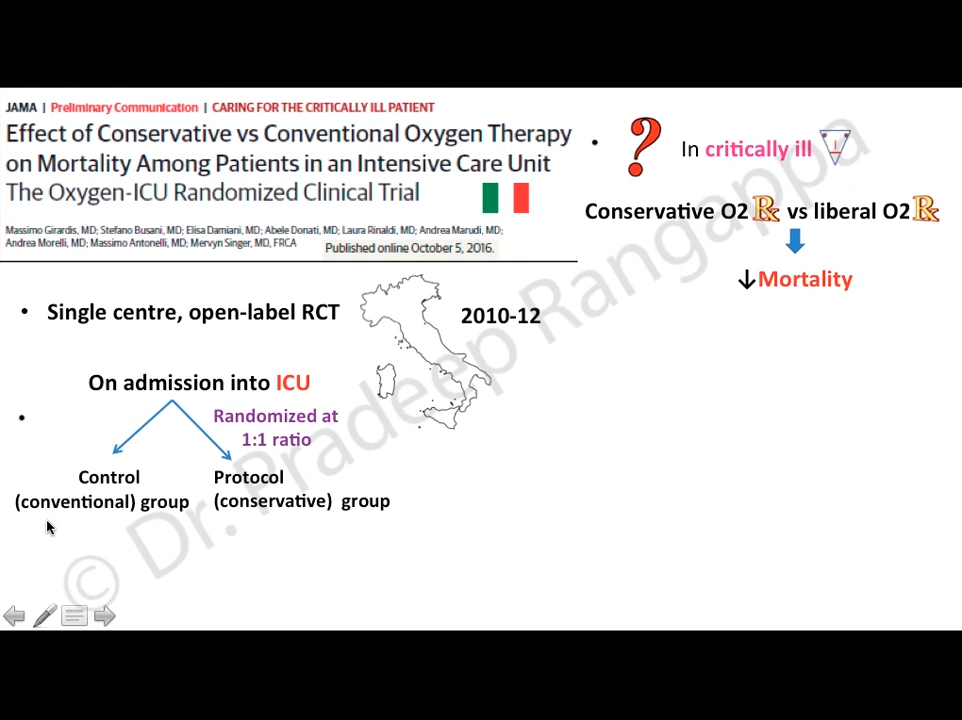 JAMA | Preliminary Communication | CARING FOR THE CRITICALLY ILL PATIENT
Effect of Conservative vs Conventional Oxygen Therapy
on Mortality Among Patients in an Intensive Care Unit
The Oxygen-ICU Randomized Clinical Trial
Massimo Girardis, MD; Stefano Busani, MD; Elisa Damiani, MD; Abele Donati, MD; Laura Rinaldi, MD; Andrea Marudi, MD;
Andrea Morelli, MD; Massimo Antonelli, MD; Mervyn Singer, MD, FRCA
Published online October 5, 2016.
• ? In critically ill
Conservative O2 Rx vs liberal O2 Rx
↓Mortality
• Single centre, open-label RCT
2010-12
On admission into ICU
•
Randomized at
1:1 ratio
Control
(conventional) group
Protocol
(conservative) group
© Dr. Pradeep Rangappa